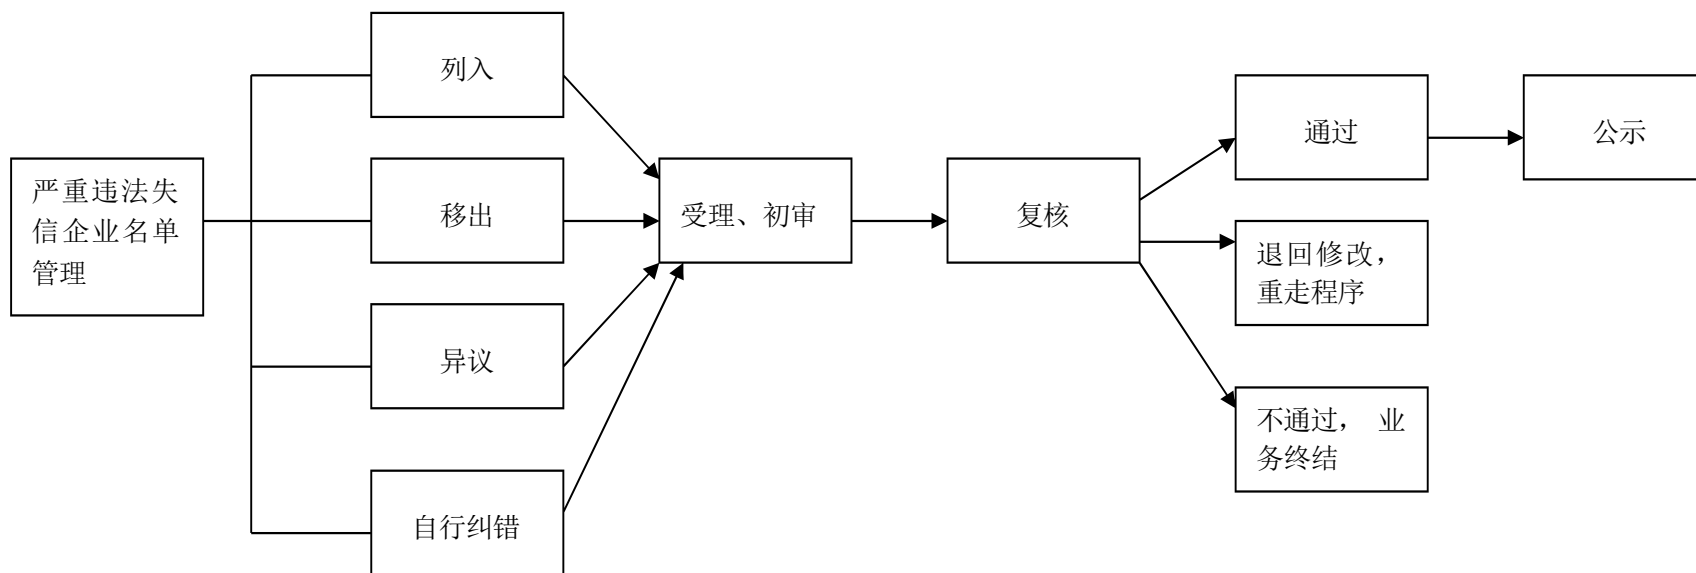 严重违法失
信企业名单
管理
列入
移出
异议
自行纠错
受理、初审
复核
通过
退回修改，
重走程序
不通过， 业
务终结
公示